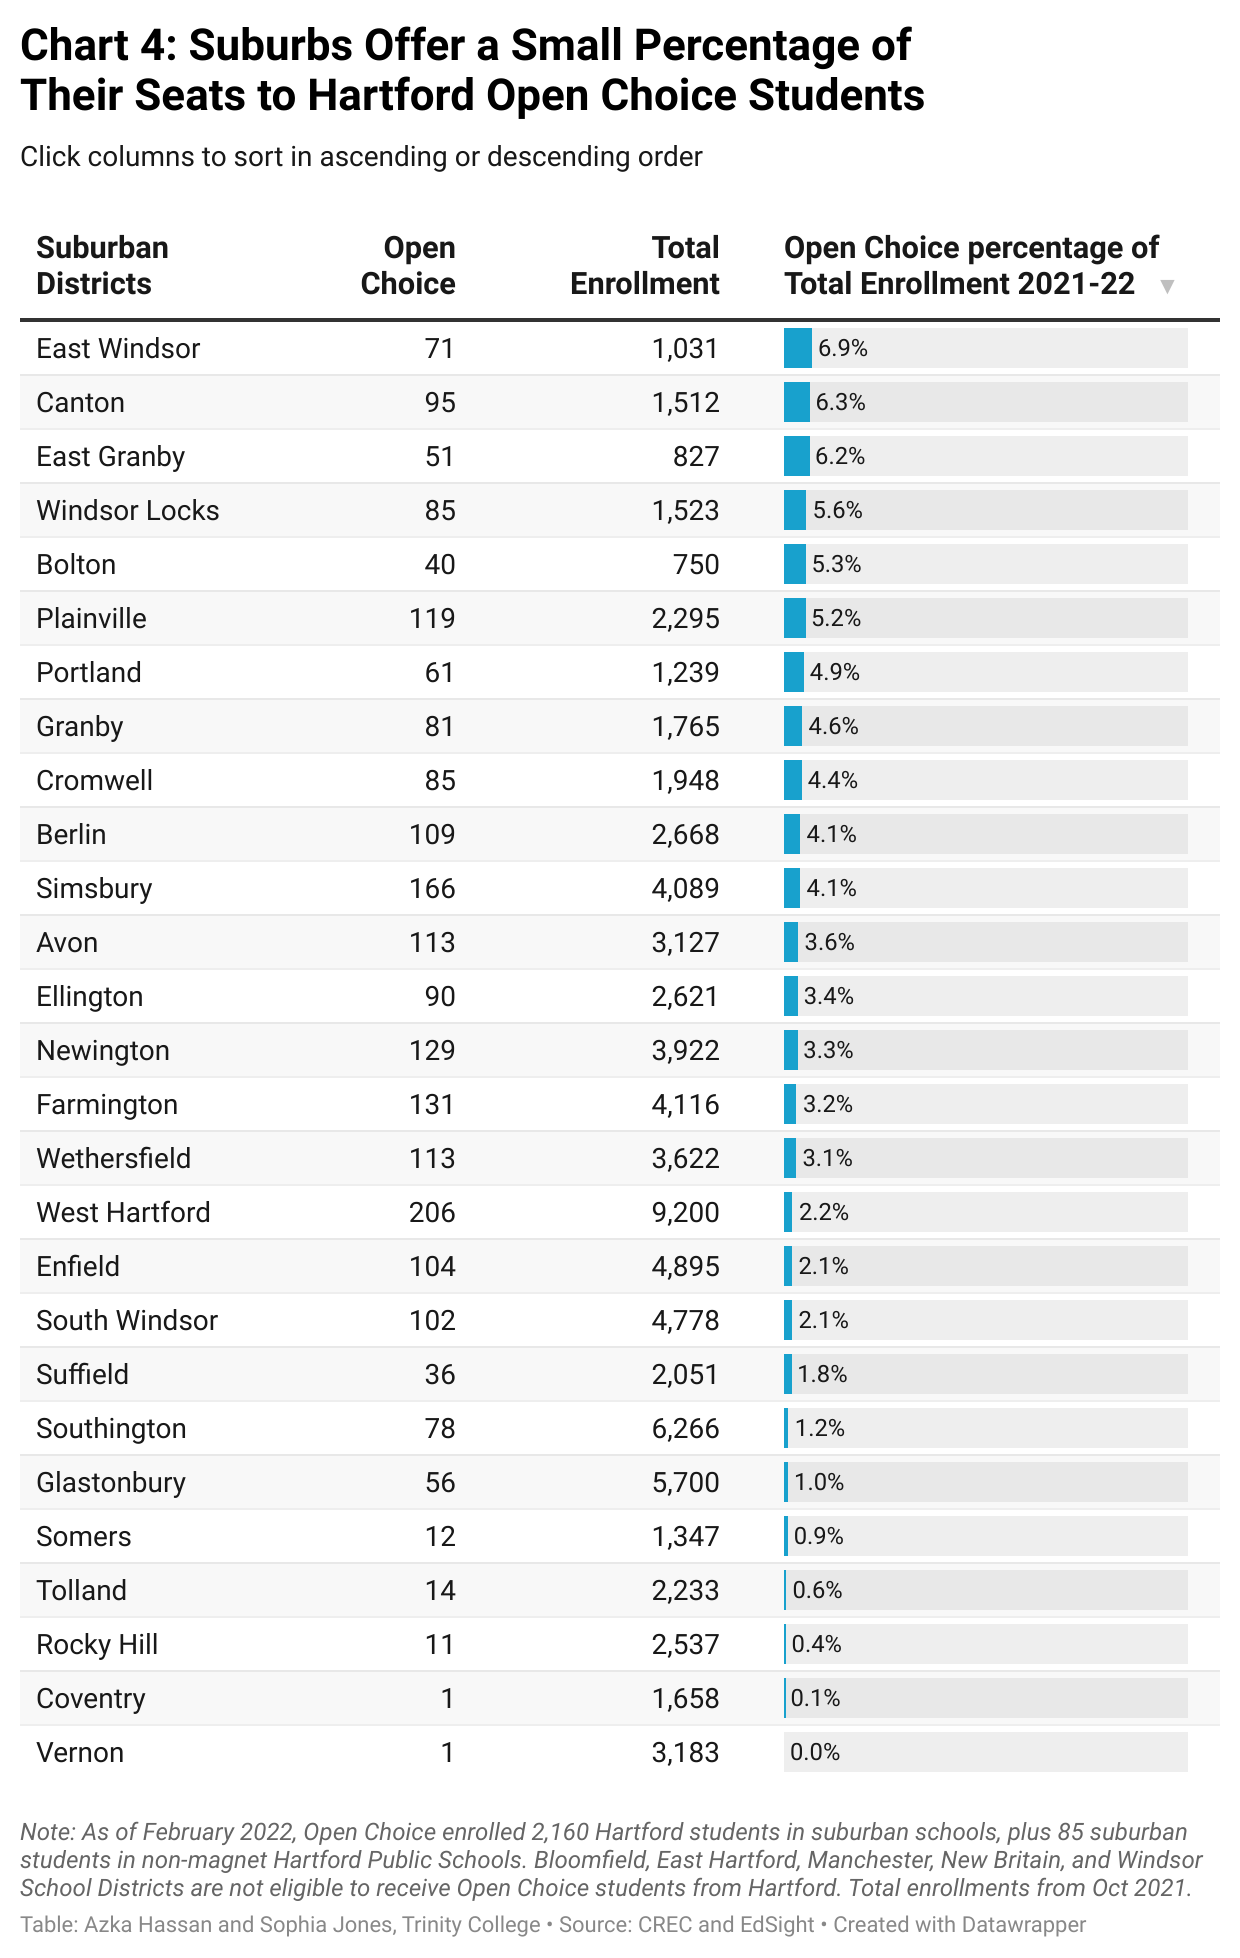 Chart 4: Suburbs Offer a Small Percentage of
Their Seats to Hartford Open Choice Students
Click columns to sort in ascending or descending order
Suburban Districts Open Choice Total Enrollment Open Choice percentage of Total Enrollment 2021-22 ▼
East Windsor 71 1,031 6.9%
Canton 95 1,512 6.3%
East Granby 51 827 6.2%
Windsor Locks 85 1,523 5.6%
Bolton 40 750 5.3%
Plainville 119 2,295 5.2%
Portland 61 1,239 4.9%
Granby 81 1,765 4.6%
Cromwell 85 1,948 4.4%
Berlin 109 2,668 4.1%
Simsbury 166 4,089 4.1%
Avon 113 3,127 3.6%
Ellington 90 2,621 3.4%
Newington 129 3,922 3.3%
Farmington 131 4,116 3.2%
Wethersfield 113 3,622 3.1%
West Hartford 206 9,200 2.2%
Enfield 104 4,895 2.1%
South Windsor 102 4,778 2.1%
Suffield 36 2,051 1.8%
Southington 78 6,266 1.2%
Glastonbury 56 5,700 1.0%
Somers 12 1,347 0.9%
Tolland 14 2,233 0.6%
Rocky Hill 11 2,537 0.4%
Coventry 1 1,658 0.1%
Vernon 1 3,183 0.0%
Note: As of February 2022, Open Choice enrolled 2,160 Hartford students in suburban schools, plus 85 suburban
students in non-magnet Hartford Public Schools. Bloomfield, East Hartford, Manchester, New Britain, and Windsor
School Districts are not eligible to receive Open Choice students from Hartford. Total enrollments from Oct 2021.
Table: Azka Hassan and Sophia Jones, Trinity College • Source: CREC and EdSight • Created with Datawrapper